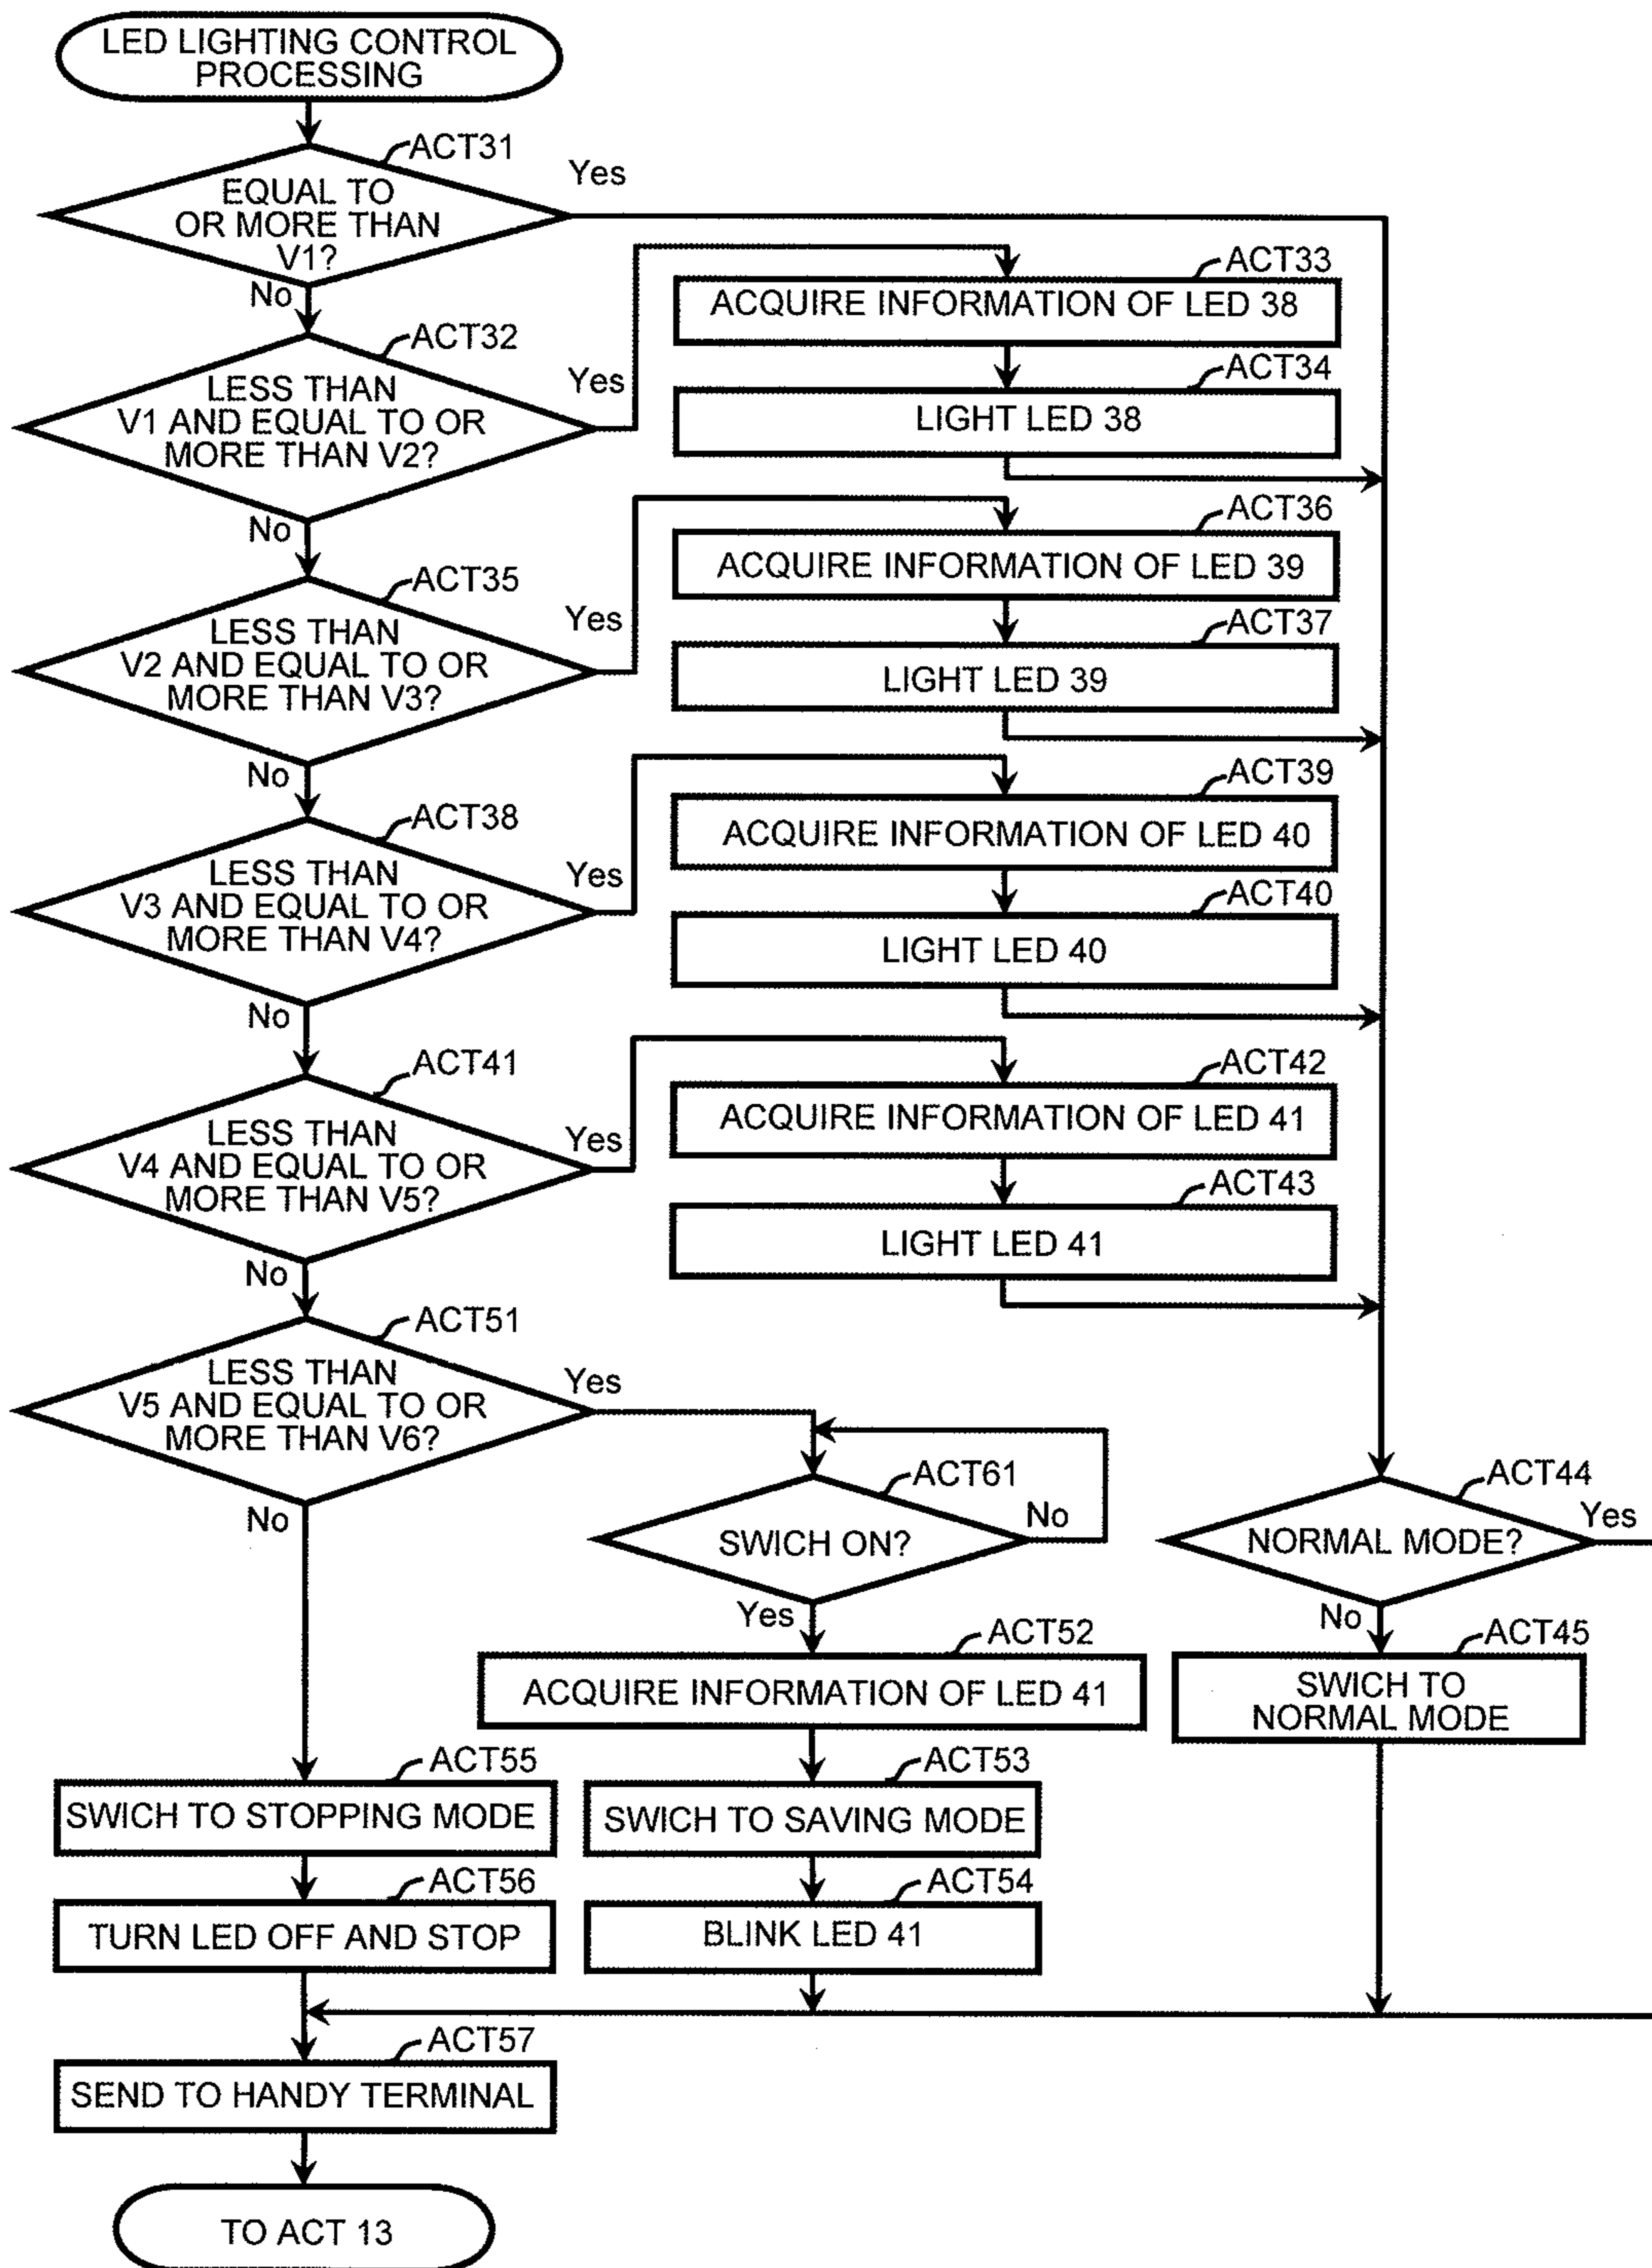 LED LIGHTING CONTROL
PROCESSING
ACT31
EQUAL TO
OR MORE THAN
V1?
Yes
No
ACT32
LESS THAN
V1 AND EQUAL TO OR
MORE THAN V2?
Yes
No
ACT33
ACQUIRE INFORMATION OF LED 38
ACT34
LIGHT LED 38
ACT35
LESS THAN
V2 AND EQUAL TO OR
MORE THAN V3?
Yes
No
ACT36
ACQUIRE INFORMATION OF LED 39
ACT37
LIGHT LED 39
ACT38
LESS THAN
V3 AND EQUAL TO OR
MORE THAN V4?
Yes
No
ACT39
ACQUIRE INFORMATION OF LED 40
ACT40
LIGHT LED 40
ACT41
LESS THAN
V4 AND EQUAL TO OR
MORE THAN V5?
Yes
No
ACT42
ACQUIRE INFORMATION OF LED 41
ACT43
LIGHT LED 41
ACT51
LESS THAN
V5 AND EQUAL TO OR
MORE THAN V6?
Yes
No
ACT61
SWICH ON?
No
Yes
ACT44
NORMAL MODE?
Yes
No
ACT52
ACQUIRE INFORMATION OF LED 41
ACT45
SWICH TO
NORMAL MODE
ACT55
SWICH TO STOPPING MODE
ACT53
SWICH TO SAVING MODE
ACT56
TURN LED OFF AND STOP
ACT54
BLINK LED 41
ACT57
SEND TO HANDY TERMINAL
TO ACT 13